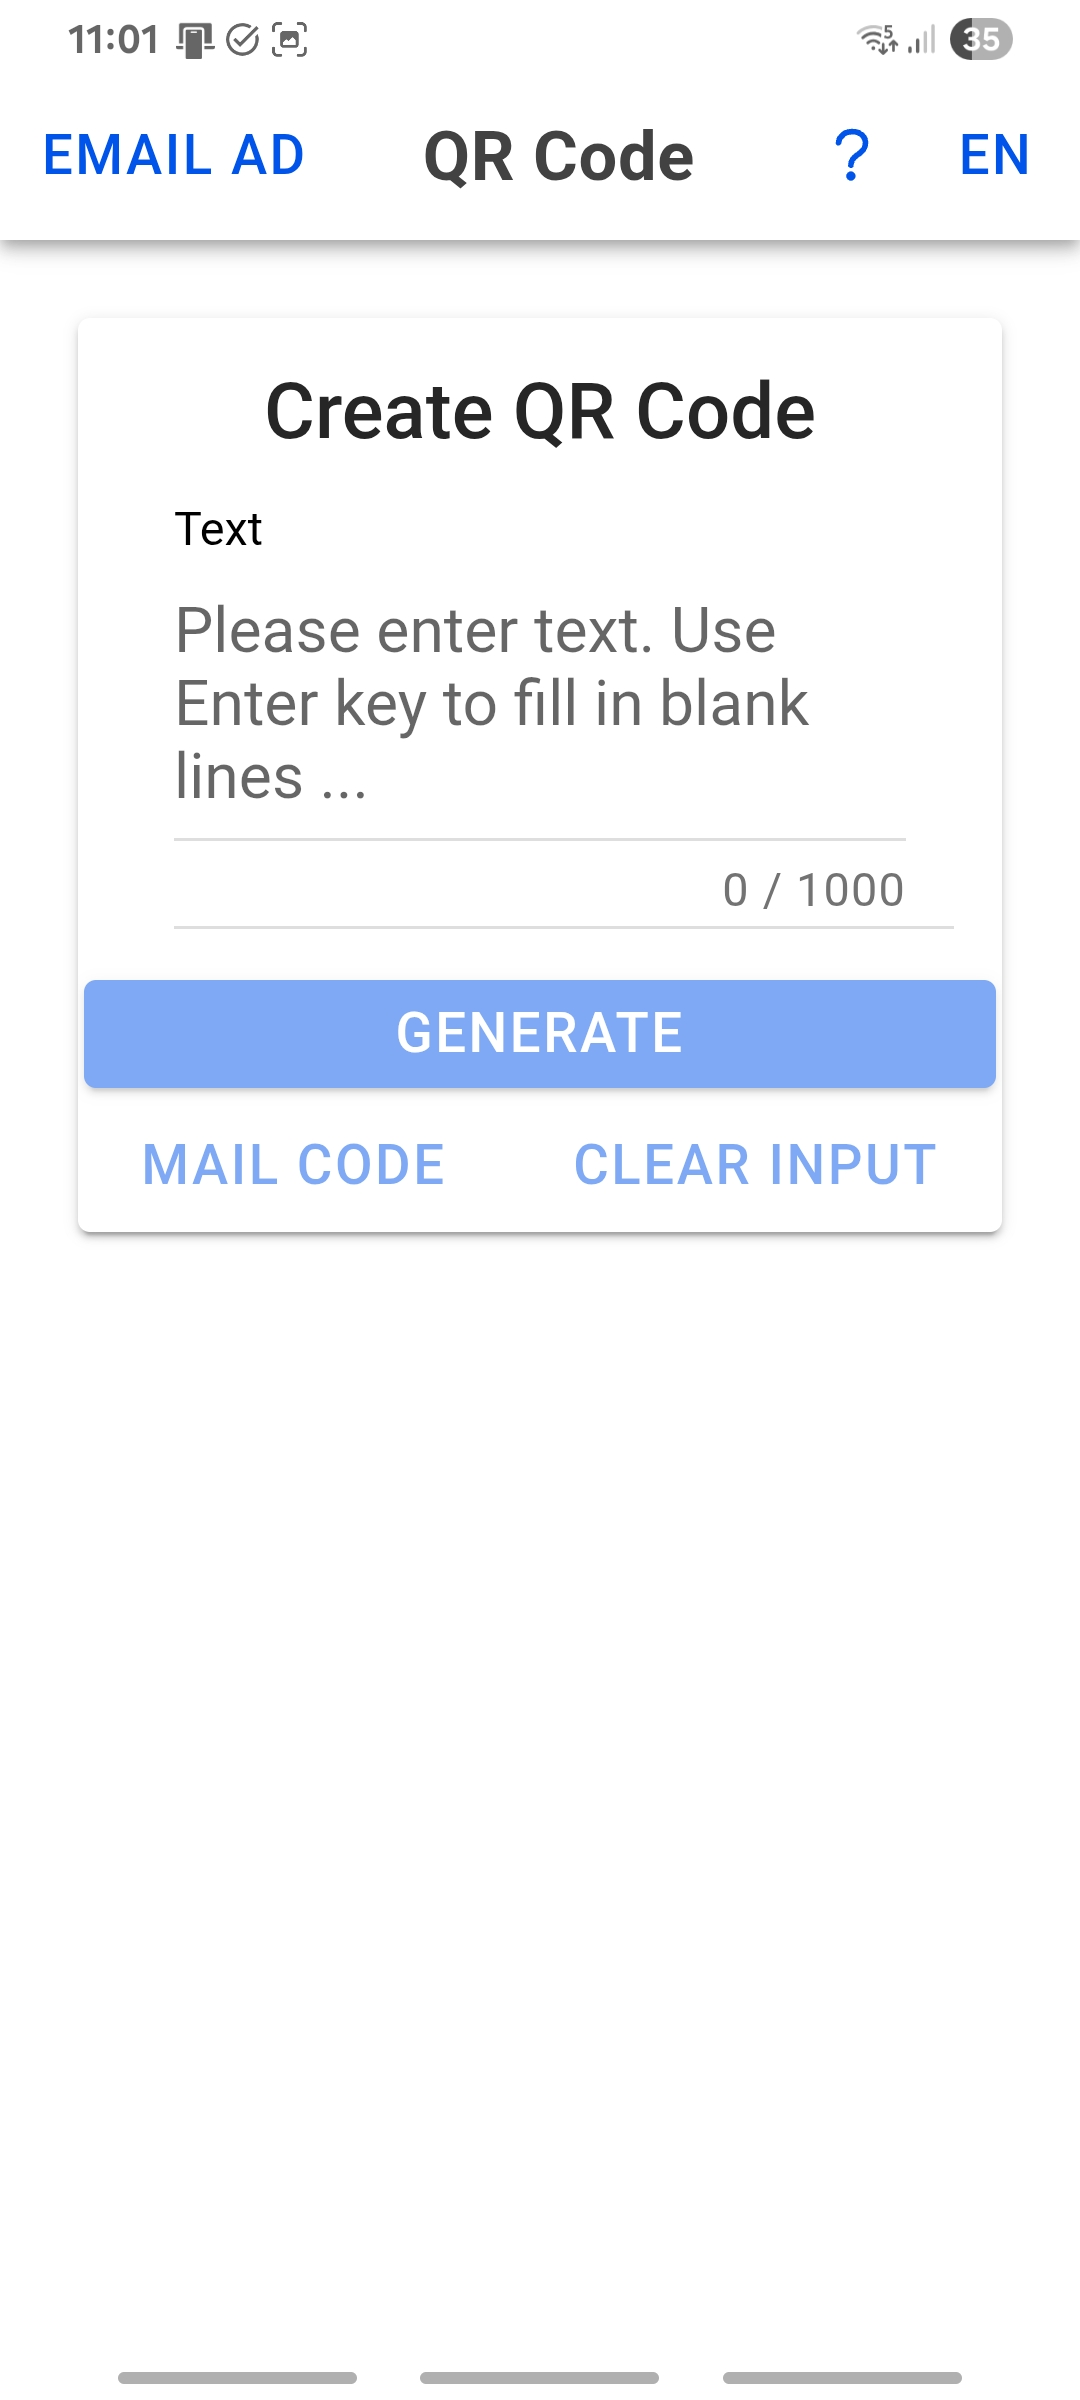 11:01 5 35
EMAIL AD QR Code ? EN
Create QR Code
Text
Please enter text. Use
Enter key to fill in blank
lines ...
0 / 1000
GENERATE
MAIL CODE CLEAR INPUT